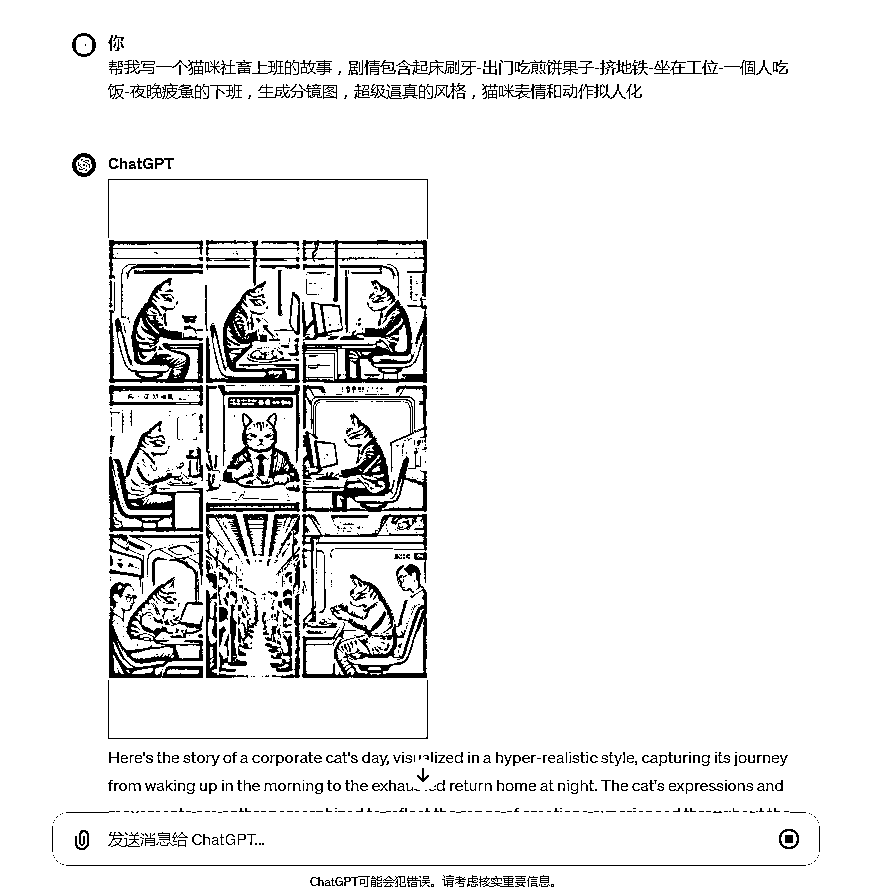 你
帮我写一个猫咪社畜上班的故事，剧情包含起床刷牙-出门吃煎饼果子-挤地铁-坐在工位-一個人吃
饭-夜晚疲惫的下班，生成分镜图，超级逼真的风格，猫咪表情和动作拟人化
ChatGPT
Here's the story of a corporate cat's day, visualized in a hyper-realistic style, capturing its journey
from waking up in the morning to the exhausted return home at night. The cat's expressions and
发送消息给 ChatGPT...
ChatGPT可能会犯错误。请考虑核实重要信息。